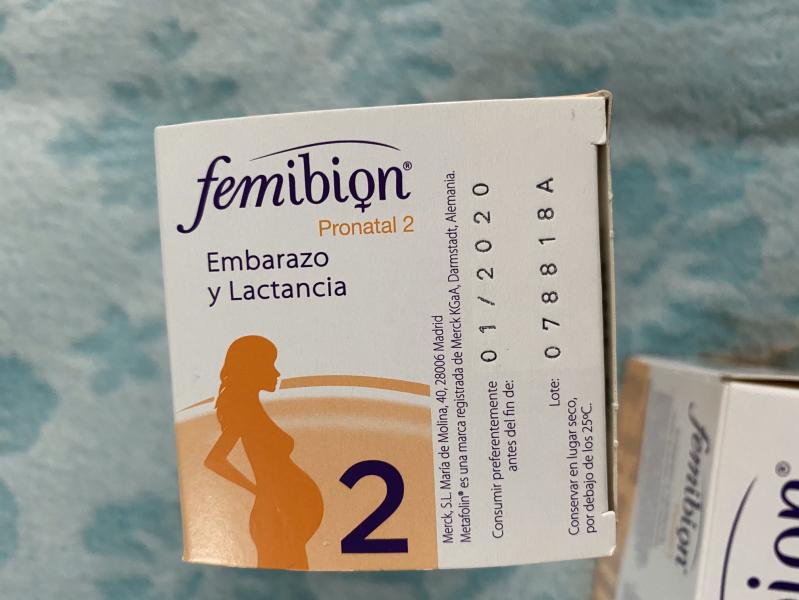 femibion®
Pronatal 2
Embarazo
y Lactancia
2
Merck, S.L. María de Molina, 40, 28006 Madrid
Metafolin® es una marca registrada de Merck KGaA, Darmstadt, Alemania.
Consumir preferentemente
antes del fin de:
01/2020
Lote:
078818A
Conservar en lugar seco,
por debajo de los 25ºC.
femibion